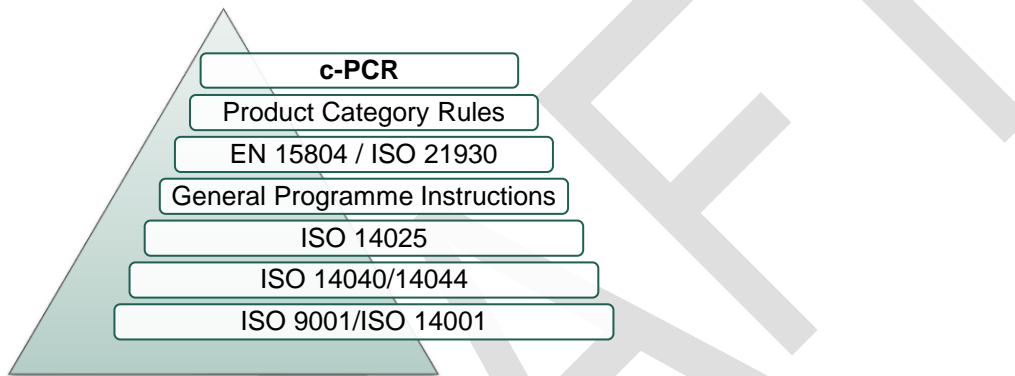 c-PCR
Product Category Rules
EN 15804 / ISO 21930
General Programme Instructions
ISO 14025
ISO 14040/14044
ISO 9001/ISO 14001